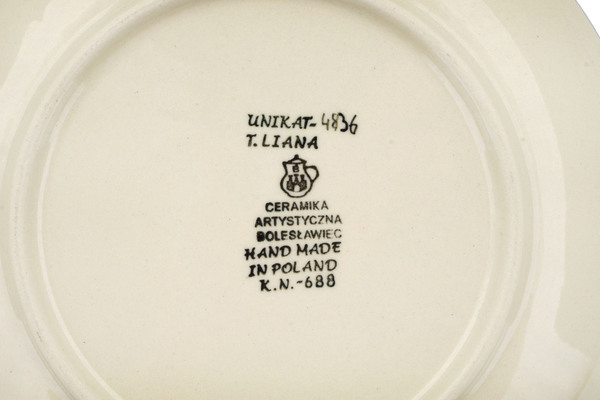 UNIKAT-4836
T. LIANA
CERAMIKA
ARTYSTYCZNA
BOLESŁAWIEC
HAND MADE
IN POLAND
K.N.-688